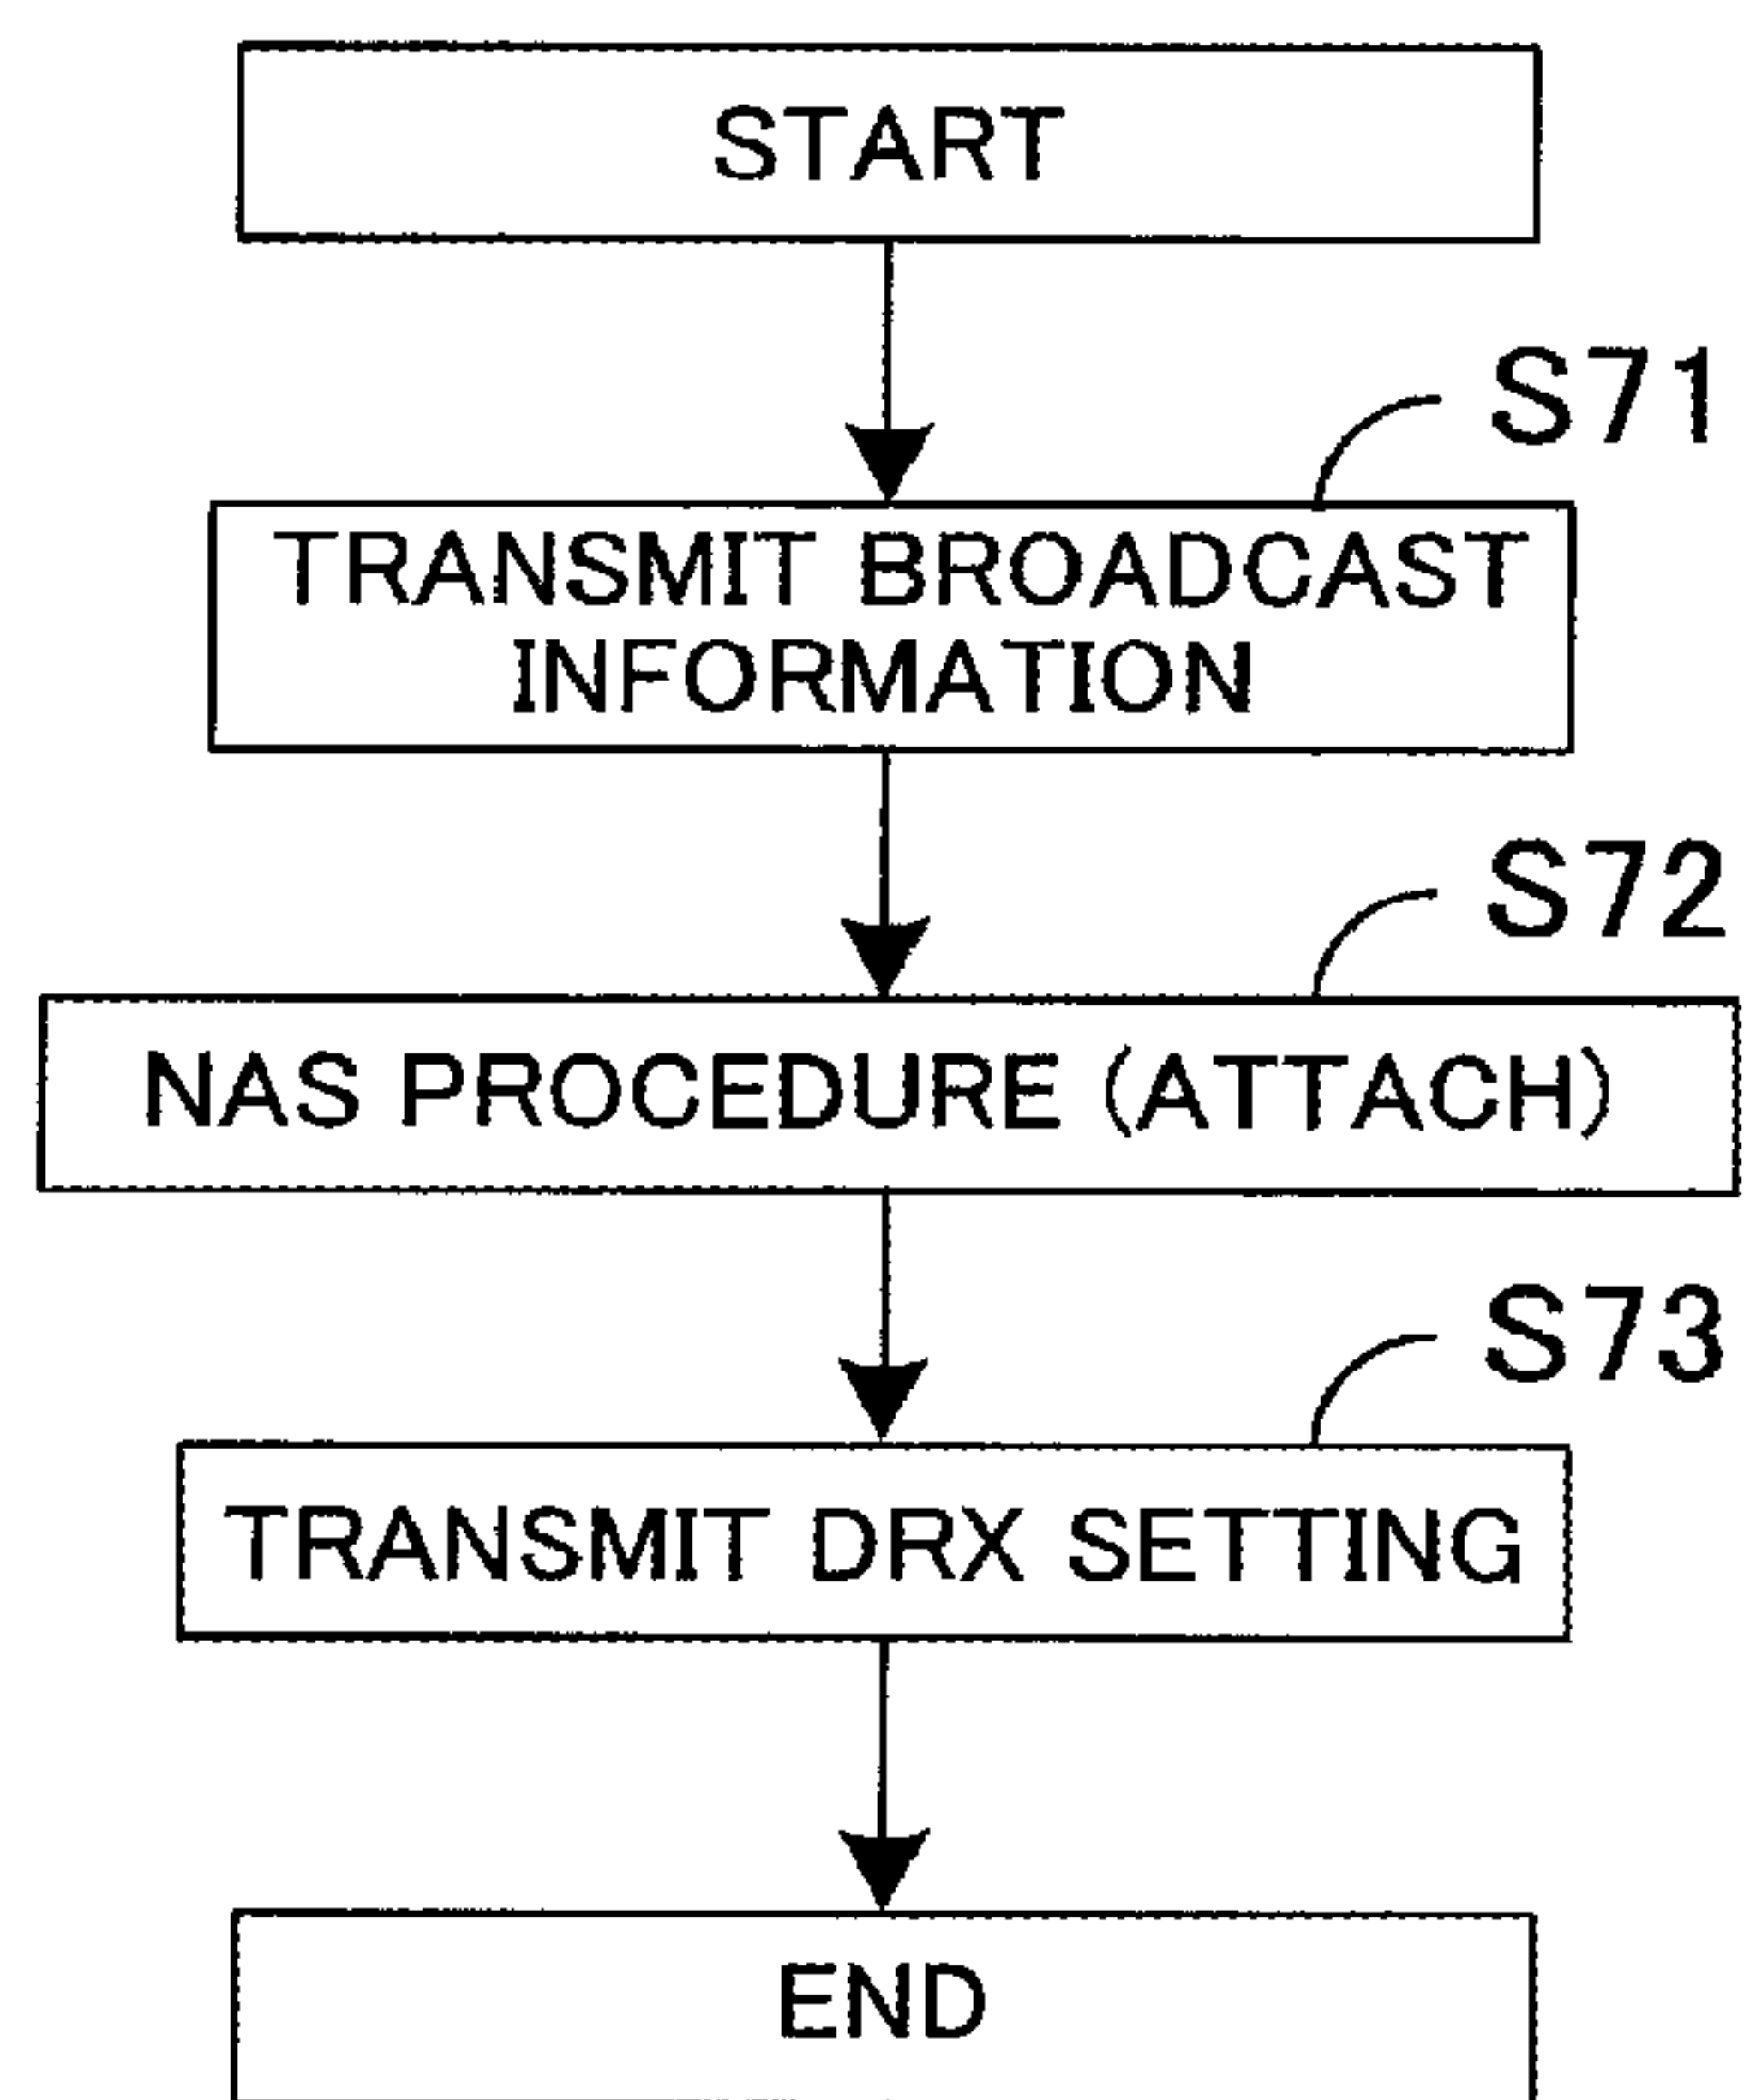 START
S71
TRANSMIT BROADCAST
INFORMATION
S72
NAS PROCEDURE (ATTACH)
S73
TRANSMIT DRX SETTING
END